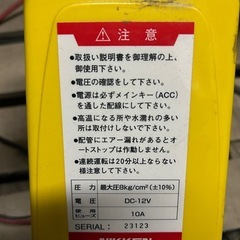 ⚠ 注意
●取扱い説明書を御理解の上、
御使用下さい。
●電圧の確認をして下さい。
●電源は必ずメインキー(ACC)
を通した配線にして下さい。
●高温になる所や水濡れの多い
所は取付けしないで下さい。
●配管にエアー漏れがあると
オートストップは作動しません。
●連続運転は20分以上ならない
様注意して下さい。
圧力 最大圧8kg/cm²(±10%)
電圧 DC-12V
使用ヒューズ 10A
SERIAL: 23123